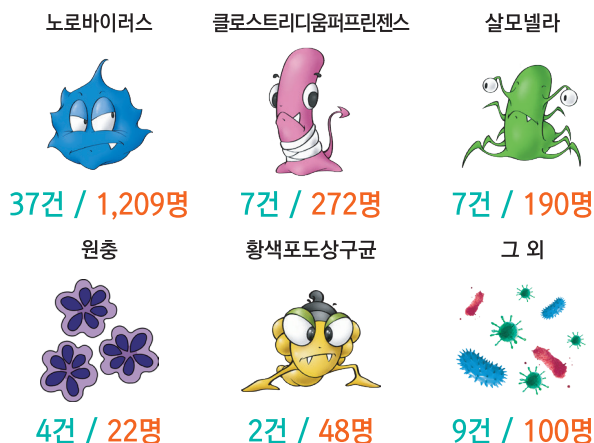 노로바이러스
클로스트리디움퍼프린젠스
살모넬라
37건 / 1,209명
7건 / 272명
7건 / 190명
원충
황색포도상구균
그 외
4건 / 22명
2건 / 48명
9건 / 100명